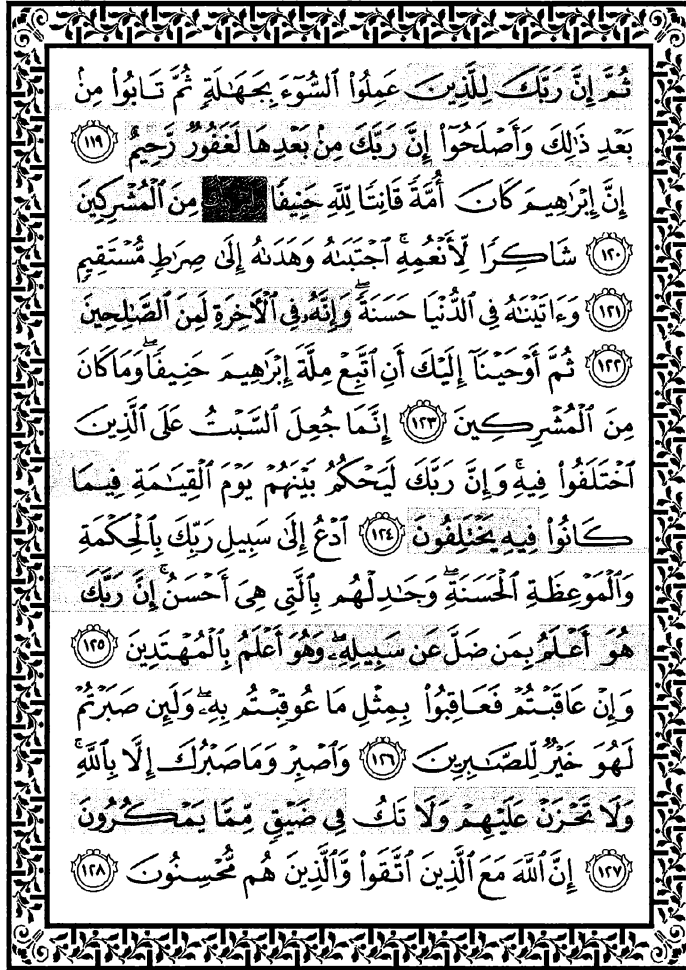 ثُمَّ إِنَّ رَبَّكَ لِلَّذِينَ عَمِلُوا۟ ٱلسُّوٓءَ بِجَهَـٰلَةٍ ثُمَّ تَابُوا۟ مِنۢ
بَعْدِ ذَٰلِكَ وَأَصْلَحُوٓا۟ إِنَّ رَبَّكَ مِنۢ بَعْدِهَا لَغَفُورٌ رَّحِيمٌ ١١٩
إِنَّ إِبْرَٰهِيمَ كَانَ أُمَّةً قَانِتًا لِّلَّهِ حَنِيفًا مِنَ ٱلْمُشْرِكِينَ
١٢٠ شَاكِرًا لِّأَنْعُمِهِ ۚ ٱجْتَبَىٰهُ وَهَدَىٰهُ إِلَىٰ صِرَٰطٍ مُّسْتَقِيمٍ
١٢١ وَءَاتَيْنَـٰهُ فِى ٱلدُّنْيَا حَسَنَةً ۖ وَإِنَّهُۥ فِى ٱلْـَٔاخِرَةِ لَمِنَ ٱلصَّـٰلِحِينَ
١٢٢ ثُمَّ أَوْحَيْنَآ إِلَيْكَ أَنِ ٱتَّبِعْ مِلَّةَ إِبْرَٰهِيمَ حَنِيفًا ۖ وَمَا كَانَ
مِنَ ٱلْمُشْرِكِينَ ١٢٣ إِنَّمَا جُعِلَ ٱلسَّبْتُ عَلَى ٱلَّذِينَ
ٱخْتَلَفُوا۟ فِيهِ ۚ وَإِنَّ رَبَّكَ لَيَحْكُمُ بَيْنَهُمْ يَوْمَ ٱلْقِيَـٰمَةِ فِيمَا
كَانُوا۟ فِيهِ يَخْتَلِفُونَ ١٢٤ ٱدْعُ إِلَىٰ سَبِيلِ رَبِّكَ بِٱلْحِكْمَةِ
وَٱلْمَوْعِظَةِ ٱلْحَسَنَةِ ۖ وَجَـٰدِلْهُم بِٱلَّتِى هِىَ أَحْسَنُ ۚ إِنَّ رَبَّكَ
هُوَ أَعْلَمُ بِمَن ضَلَّ عَن سَبِيلِهِۦ ۖ وَهُوَ أَعْلَمُ بِٱلْمُهْتَدِينَ ١٢٥
وَإِنْ عَاقَبْتُمْ فَعَاقِبُوا۟ بِمِثْلِ مَا عُوقِبْتُم بِهِۦ ۖ وَلَئِن صَبَرْتُمْ
لَهُوَ خَيْرٌ لِّلصَّـٰبِرِينَ ١٢٦ وَٱصْبِرْ وَمَا صَبْرُكَ إِلَّا بِٱللَّهِ ۚ
وَلَا تَحْزَنْ عَلَيْهِمْ وَلَا تَكُ فِى ضَيْقٍ مِّمَّا يَمْكُرُونَ
١٢٧ إِنَّ ٱللَّهَ مَعَ ٱلَّذِينَ ٱتَّقَوا۟ وَّٱلَّذِينَ هُم مُّحْسِنُونَ ١٢٨